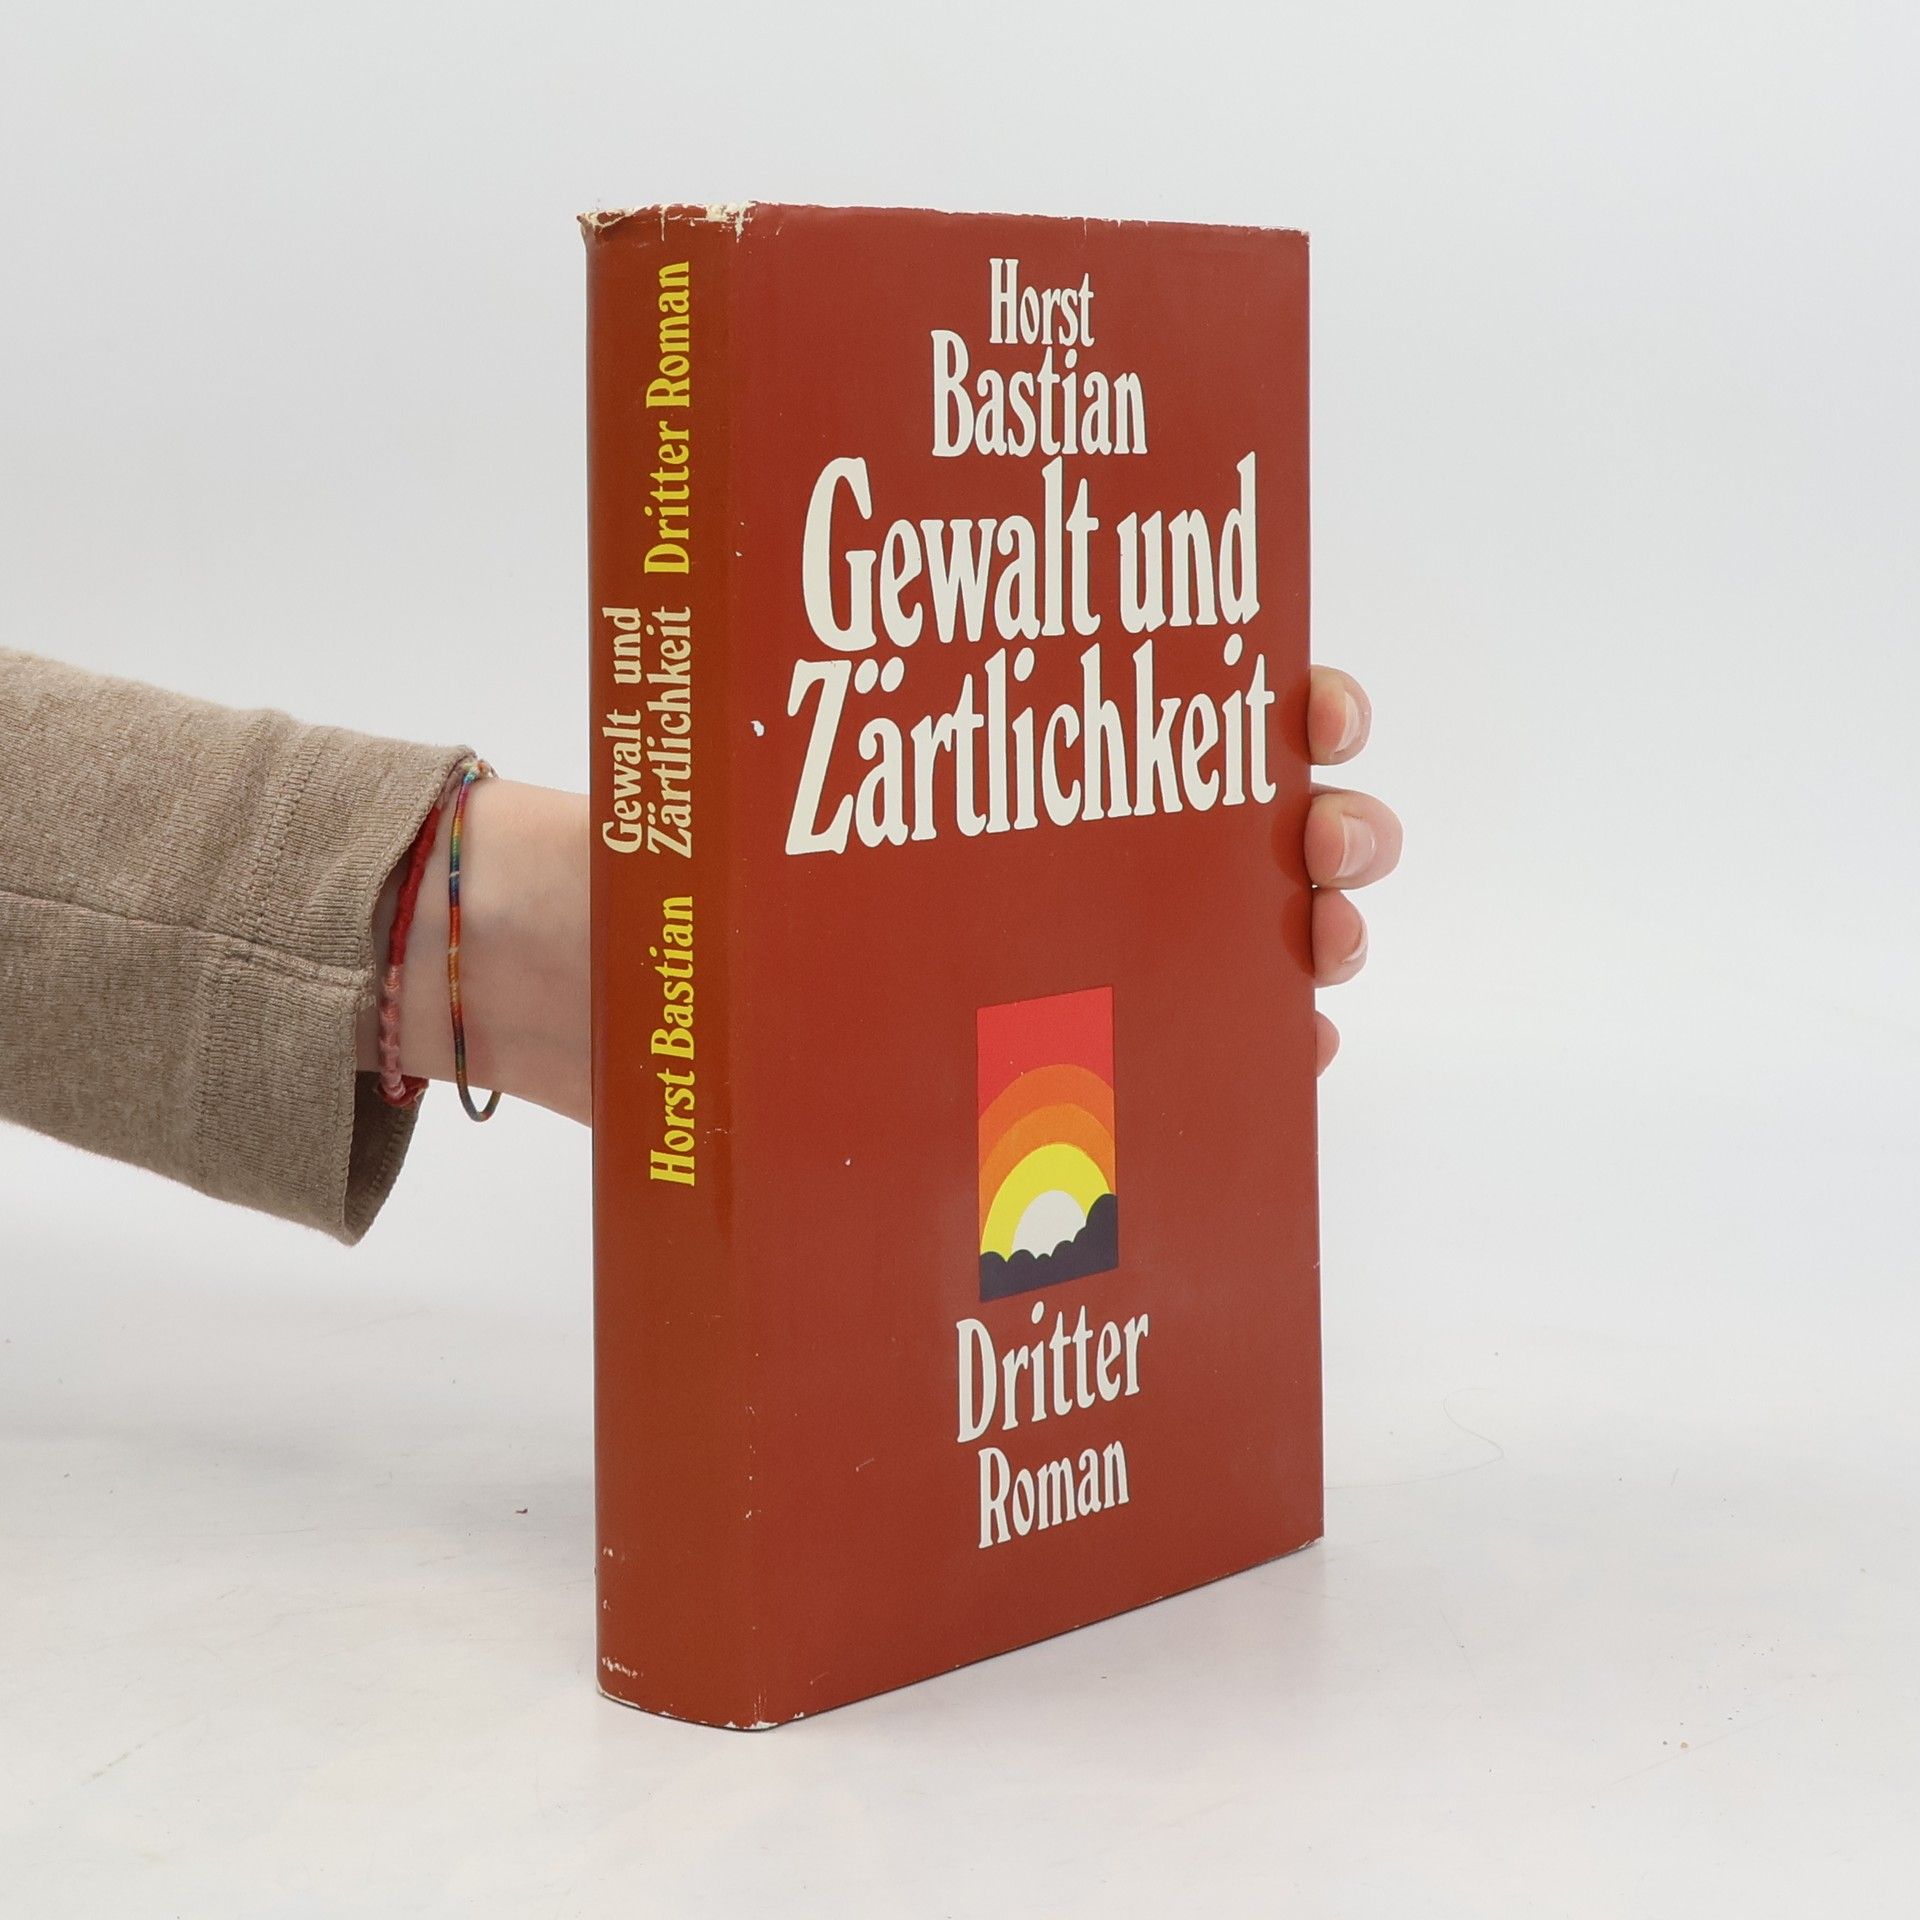 Horst Bastian
Gewalt und
Zärtlichkeit
Dritter Roman
Horst
Bastian
Gewalt und
Zärtlichkeit
Dritter
Roman